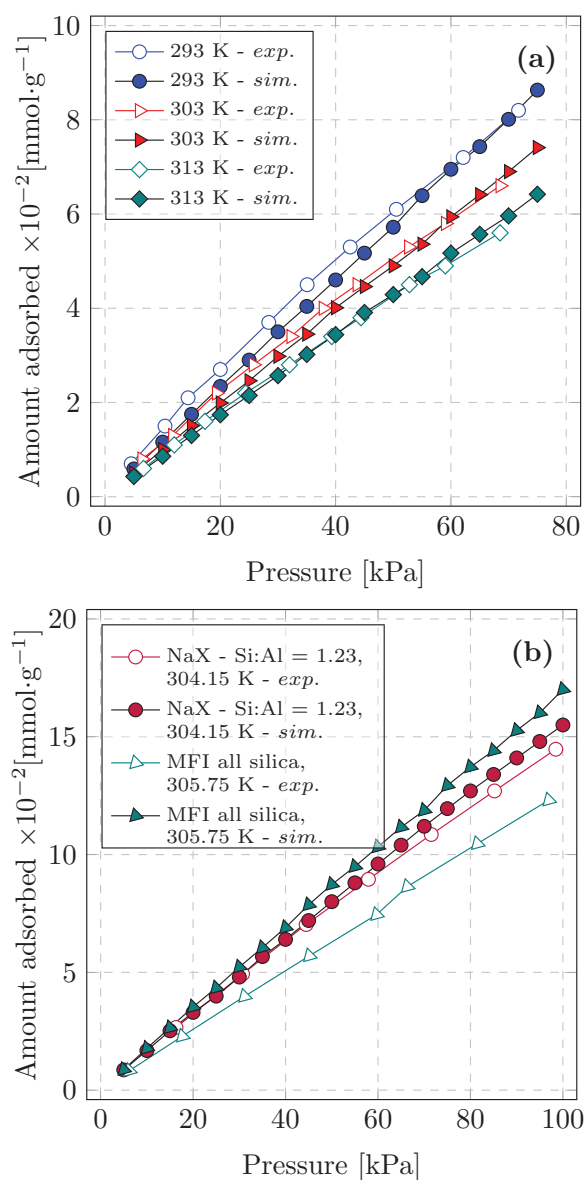 10
8
6
4
2
0
Amount adsorbed ×10⁻²[mmol·g⁻¹]
(a)
293 K - exp.
293 K - sim.
303 K - exp.
303 K - sim.
313 K - exp.
313 K - sim.
0 20 40 60 80
Pressure [kPa]
20
15
10
5
0
Amount adsorbed ×10⁻²[mmol·g⁻¹]
(b)
NaX - Si:Al = 1.23,
304.15 K - exp.
NaX - Si:Al = 1.23,
304.15 K - sim.
MFI all silica,
305.75 K - exp.
MFI all silica,
305.75 K - sim.
0 20 40 60 80 100
Pressure [kPa]